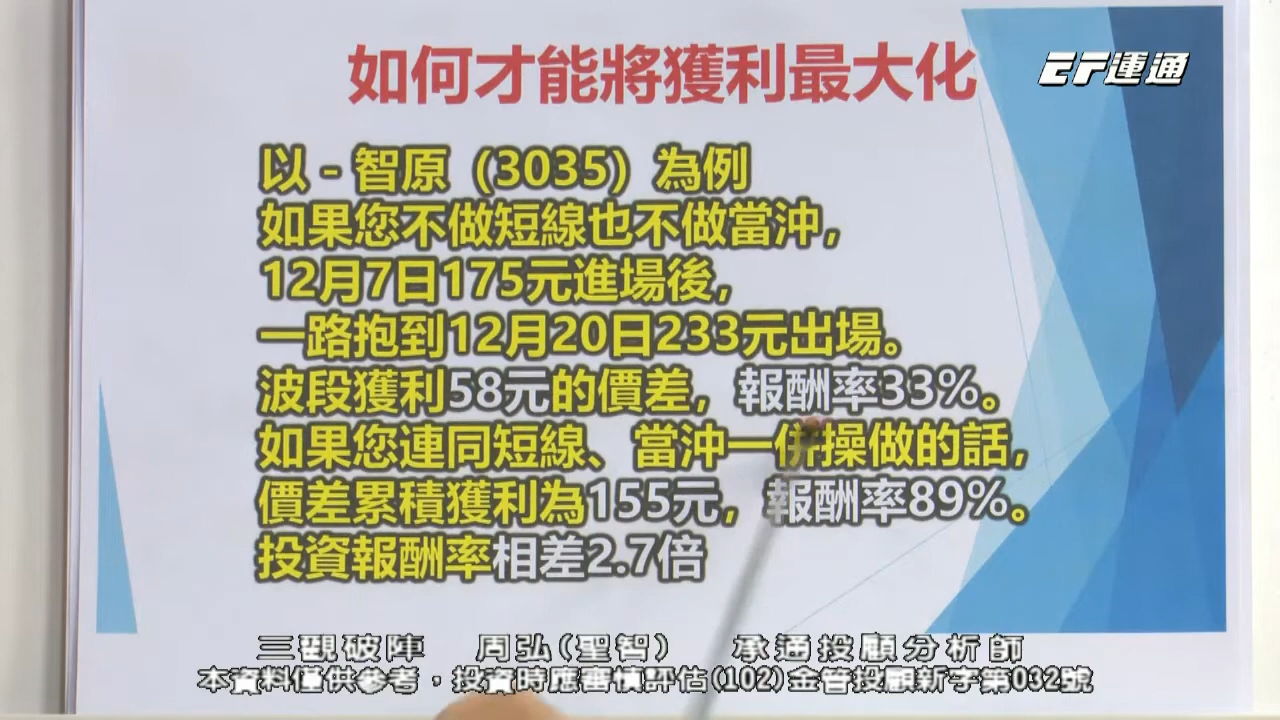 如何才能將獲利最大化
EF運通
以-智原（3035）為例
如果您不做短線也不做當沖，
12月7日175元進場後，
一路抱到12月20日233元出場。
波段獲利58元的價差，報酬率33%。
如果您連同短線、當沖一併操做的話，
價差累積獲利為155元，報酬率89%。
投資報酬率相差2.7倍
三觀破陣 周弘(聖智) 承通投顧分析師
本資料僅供參考，投資時應審慎評估(102)金管投顧新字第032號